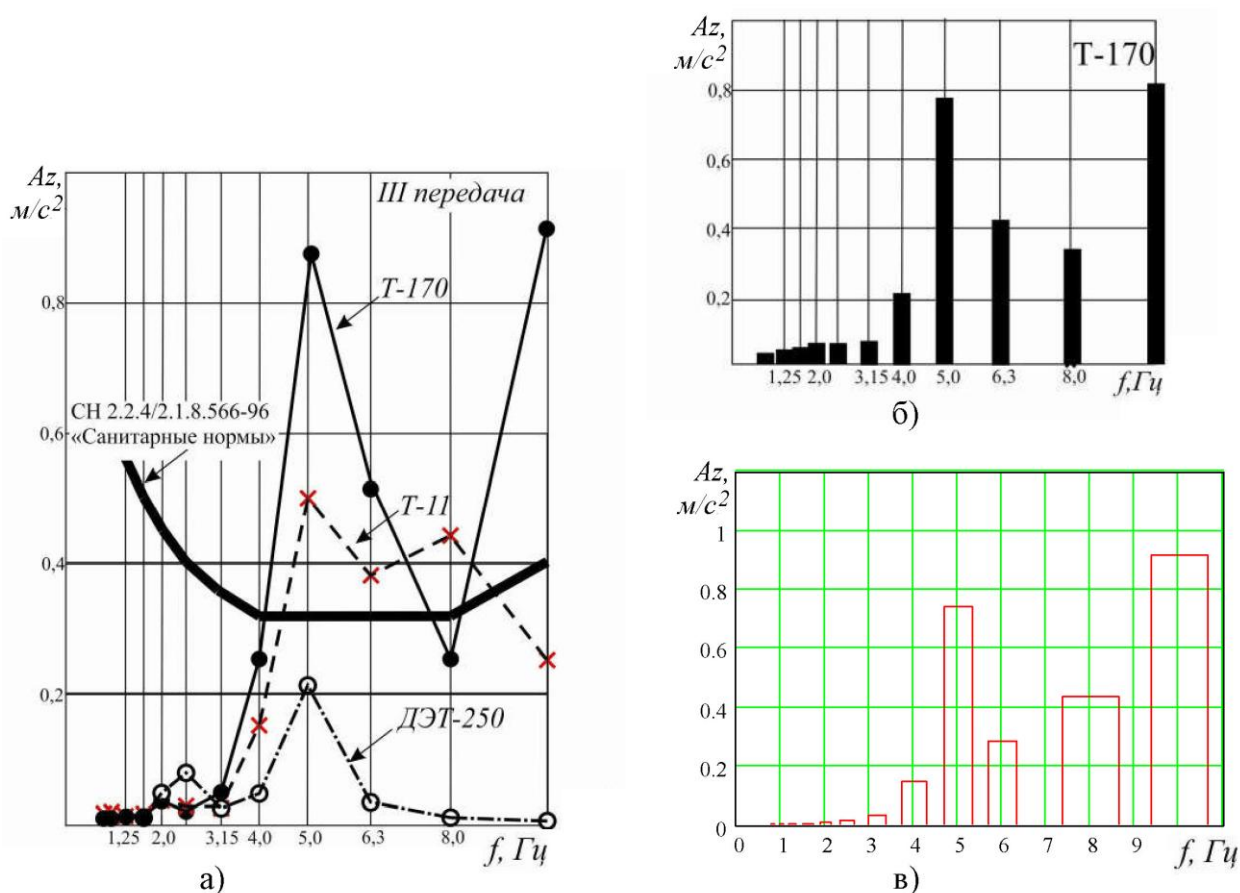 Az,
м/с2
III передача
0,8
Т-170
СН 2.2.4/2.1.8.566-96
«Санитарные нормы»
0,6
Т-11
0,4
0,2
ДЭТ-250
1,25 2,0 3,15 4,0 5,0 6,3 8,0 f, Гц
а)
Az,
м/с2
Т-170
0,8
0,6
0,4
0,2
1,25 2,0 3,15 4,0 5,0 6,3 8,0 f,Гц
б)
Az,
м/с2
1
0.8
0.6
0.4
0.2
0
0 1 2 3 4 5 6 7 8 9 f, Гц
в)